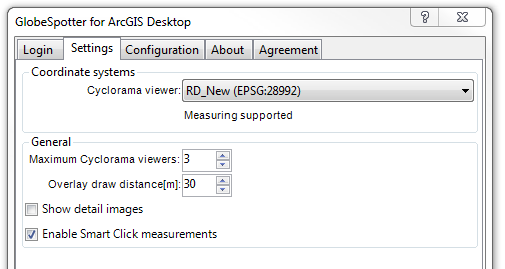 GlobeSpotter for ArcGIS Desktop
Login Settings Configuration About Agreement
Coordinate systems
Cyclorama viewer: RD_New (EPSG:28992)
Measuring supported
General
Maximum Cyclorama viewers: 3
Overlay draw distance[m]: 30
Show detail images
Enable Smart Click measurements